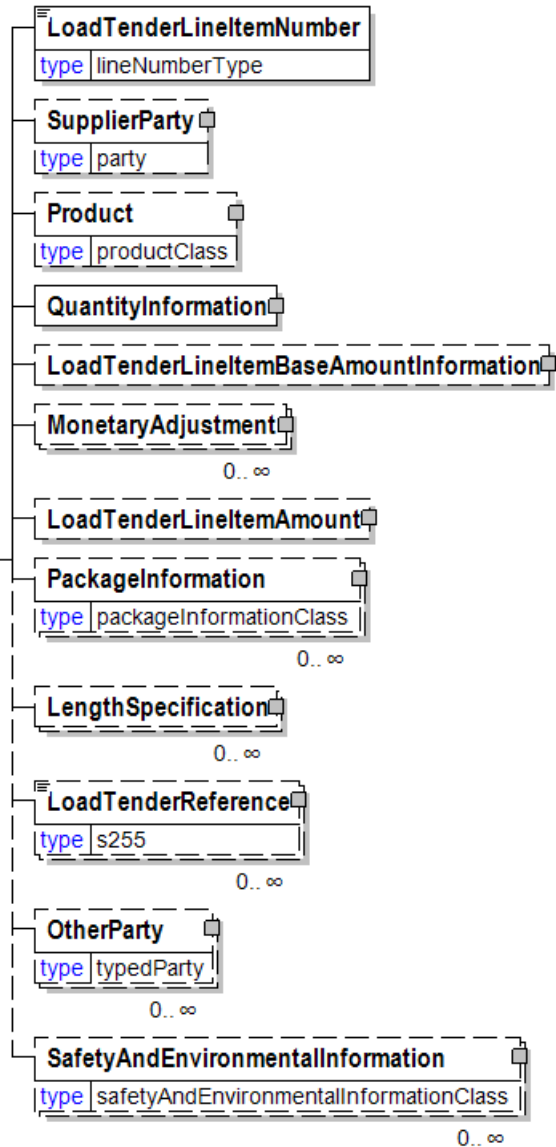 LoadTenderLineItemNumber
type lineNumberType
SupplierParty
type party
Product
type productClass
QuantityInformation
LoadTenderLineItemBaseAmountInformation
MonetaryAdjustment
0.. ∞
LoadTenderLineItemAmount
PackageInformation
type packageInformationClass
0.. ∞
LengthSpecification
0.. ∞
LoadTenderReference
type s255
0.. ∞
OtherParty
type typedParty
0.. ∞
SafetyAndEnvironmentalInformation
type safetyAndEnvironmentalInformationClass
0.. ∞